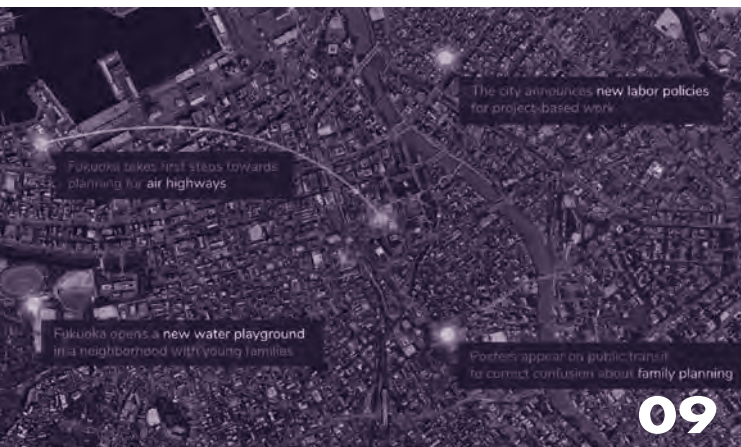 The city announces new labor policies
for project-based work
Fukuoka takes first steps towards
planning for air highways
Fukuoka opens a new water playground
in a neighborhood with young families
Posters appear on public transit
to correct confusion about family planning
09